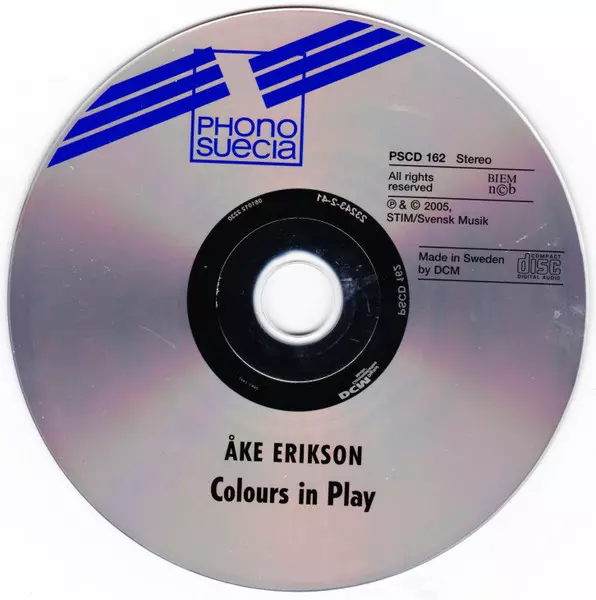 PHONO
SUECIA
PSCD 162 Stereo
All rights
reserved
BIEM
n©b
℗ & © 2005,
STIM/Svensk Musik
Made in Sweden
by DCM
COMPACT
disc
DIGITAL AUDIO
23243-2-41
PSCD 162
DCM
ÅKE ERIKSON
Colours in Play